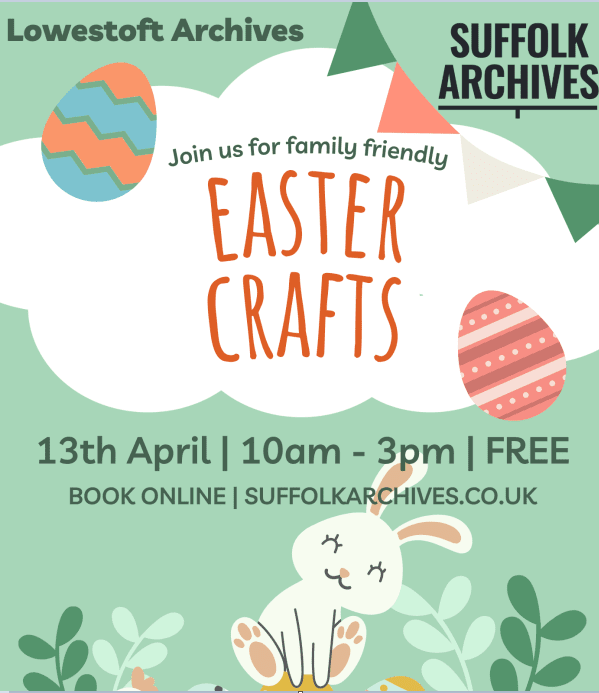 Lowestoft Archives
SUFFOLK
ARCHIVES
Join us for family friendly
EASTER
CRAFTS
13th April | 10am - 3pm | FREE
BOOK ONLINE | SUFFOLKARCHIVES.CO.UK